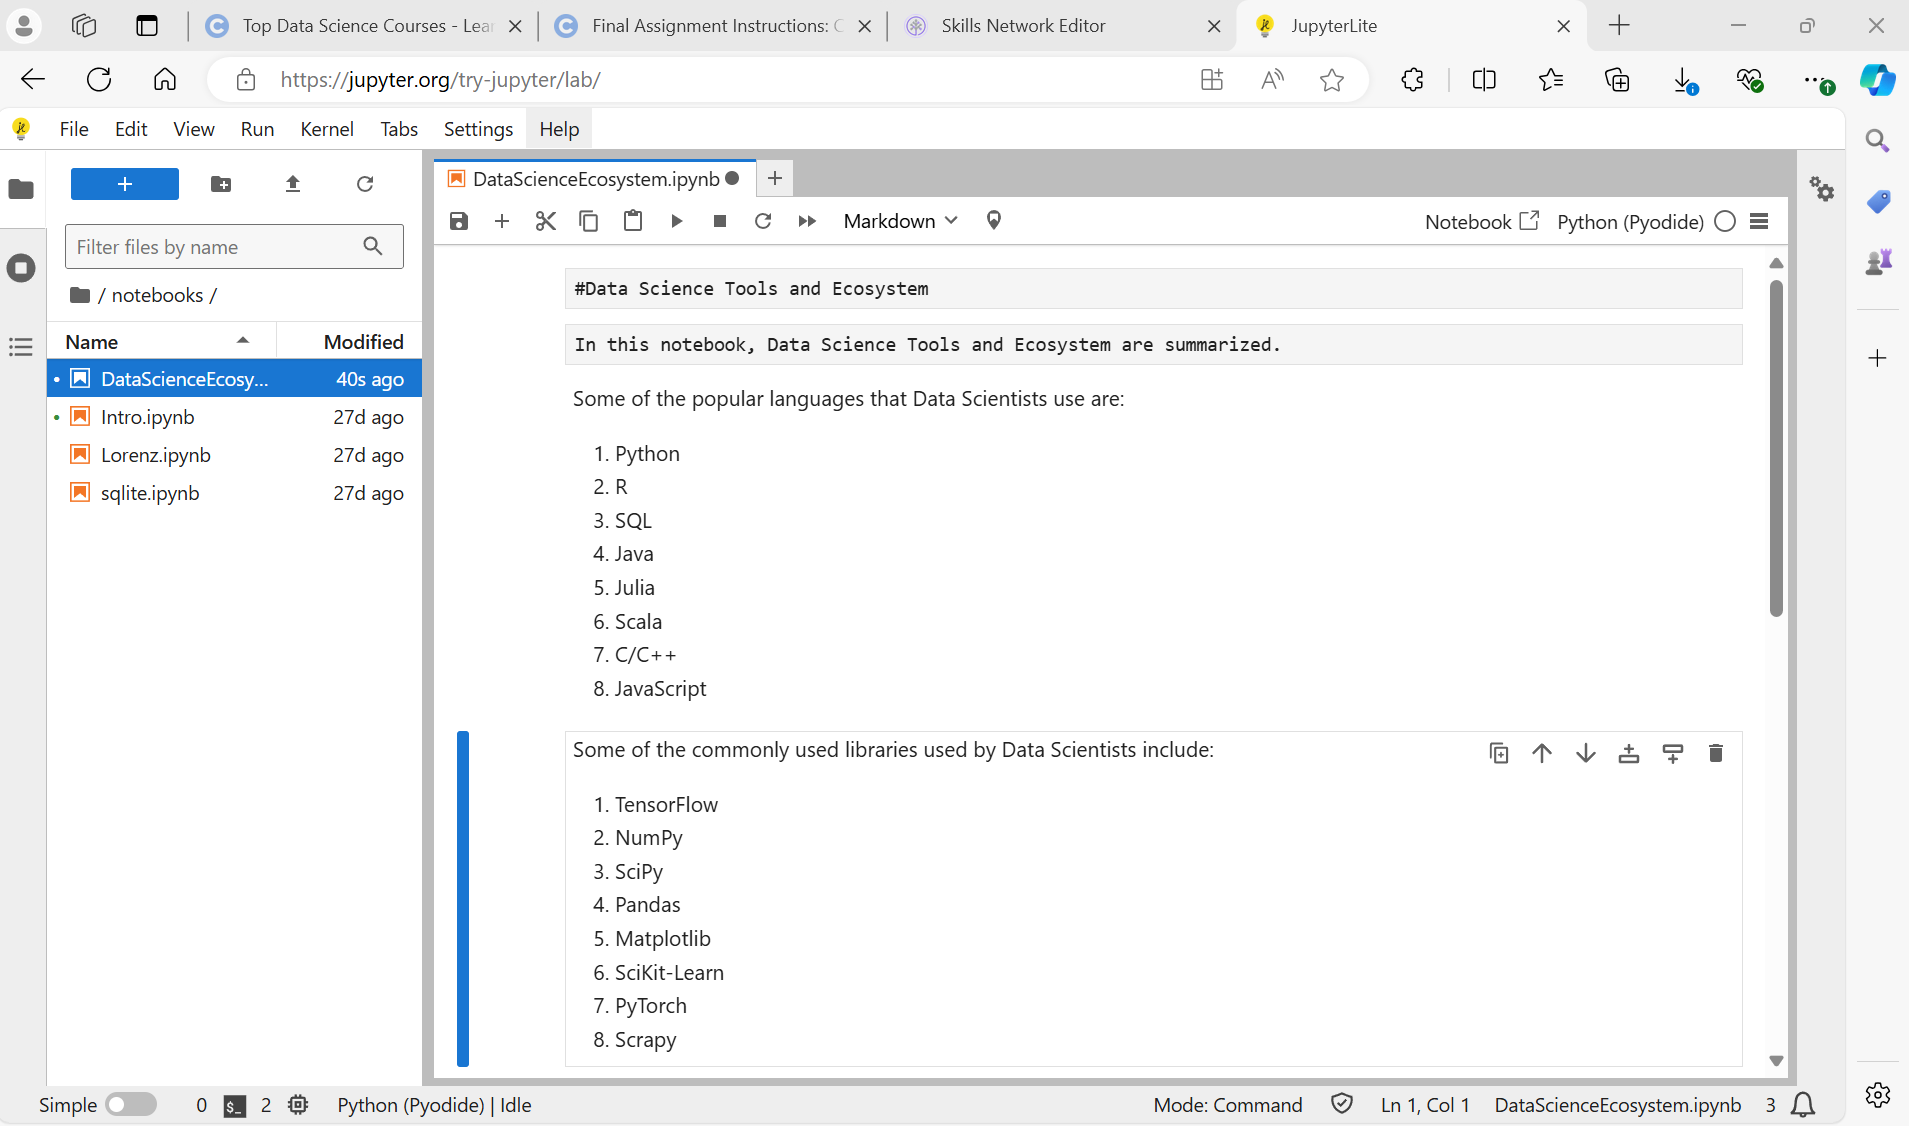 Top Data Science Courses - Lear
Final Assignment Instructions: C
Skills Network Editor
JupyterLite
https://jupyter.org/try-jupyter/lab/
File Edit View Run Kernel Tabs Settings Help
DataScienceEcosystem.ipynb
Markdown
Notebook
Python (Pyodide)
Filter files by name
/ notebooks /
Name Modified
DataScienceEcosy... 40s ago
Intro.ipynb 27d ago
Lorenz.ipynb 27d ago
sqlite.ipynb 27d ago
#Data Science Tools and Ecosystem
In this notebook, Data Science Tools and Ecosystem are summarized.
Some of the popular languages that Data Scientists use are:
1. Python
2. R
3. SQL
4. Java
5. Julia
6. Scala
7. C/C++
8. JavaScript
Some of the commonly used libraries used by Data Scientists include:
1. TensorFlow
2. NumPy
3. SciPy
4. Pandas
5. Matplotlib
6. SciKit-Learn
7. PyTorch
8. Scrapy
Simple 0 $_ 2 Python (Pyodide) | Idle Mode: Command Ln 1, Col 1 DataScienceEcosystem.ipynb 3